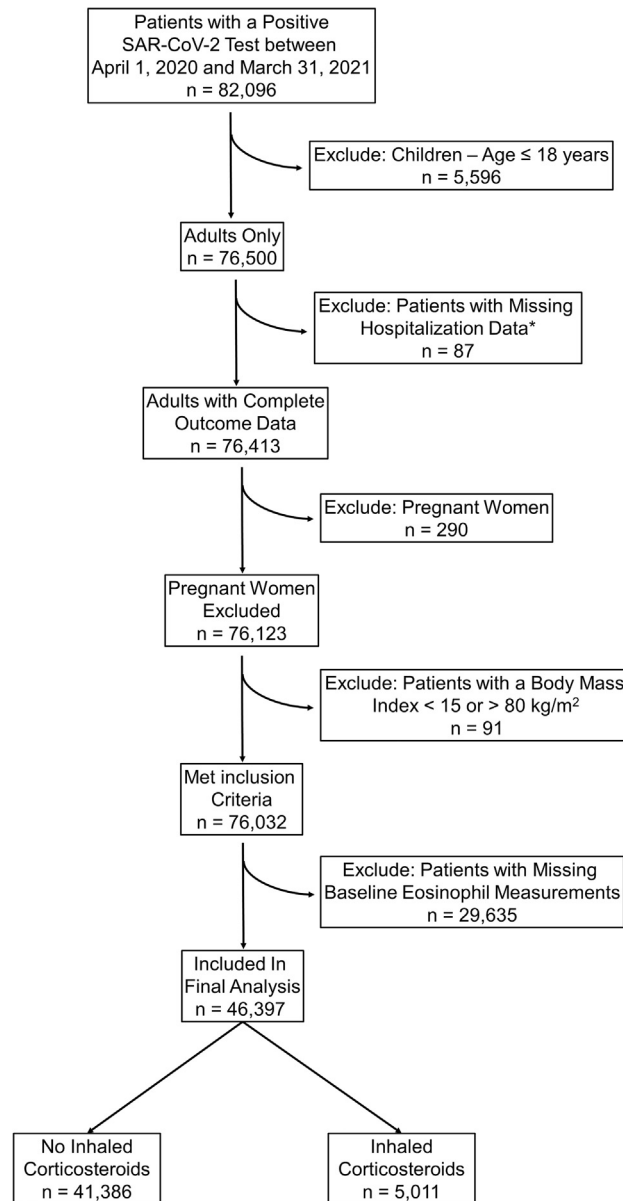 Patients with a Positive
SAR-CoV-2 Test between
April 1, 2020 and March 31, 2021
n = 82,096
Exclude: Children – Age ≤ 18 years
n = 5,596
Adults Only
n = 76,500
Exclude: Patients with Missing
Hospitalization Data*
n = 87
Adults with Complete
Outcome Data
n = 76,413
Exclude: Pregnant Women
n = 290
Pregnant Women
Excluded
n = 76,123
Exclude: Patients with a Body Mass
Index < 15 or > 80 kg/m²
n = 91
Met inclusion
Criteria
n = 76,032
Exclude: Patients with Missing
Baseline Eosinophil Measurements
n = 29,635
Included In
Final Analysis
n = 46,397
No Inhaled
Corticosteroids
n = 41,386
Inhaled
Corticosteroids
n = 5,011